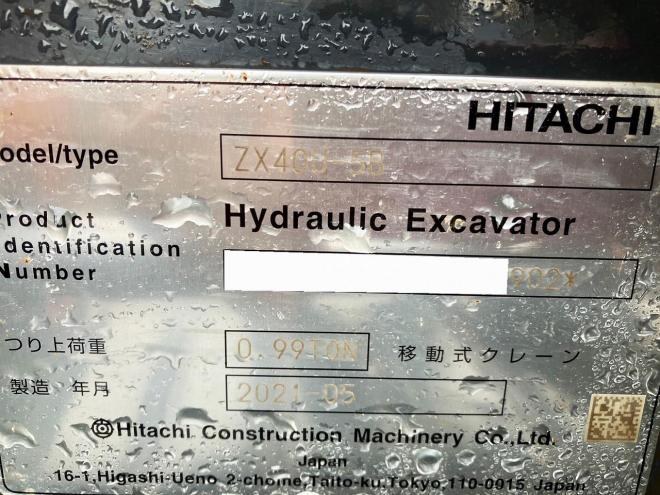 HITACHI
odel/type ZX40U-5B
Hydraulic Excavator
roduct
dentification
Number 902*
つり上荷重 0.99TON 移動式クレーン
製造 年月 2021 05
Hitachi Construction Machinery Co.,Ltd.
Japan
16-1,Higashi-Ueno 2-chome,Taito-ku,Tokyo,110-0915 Japan